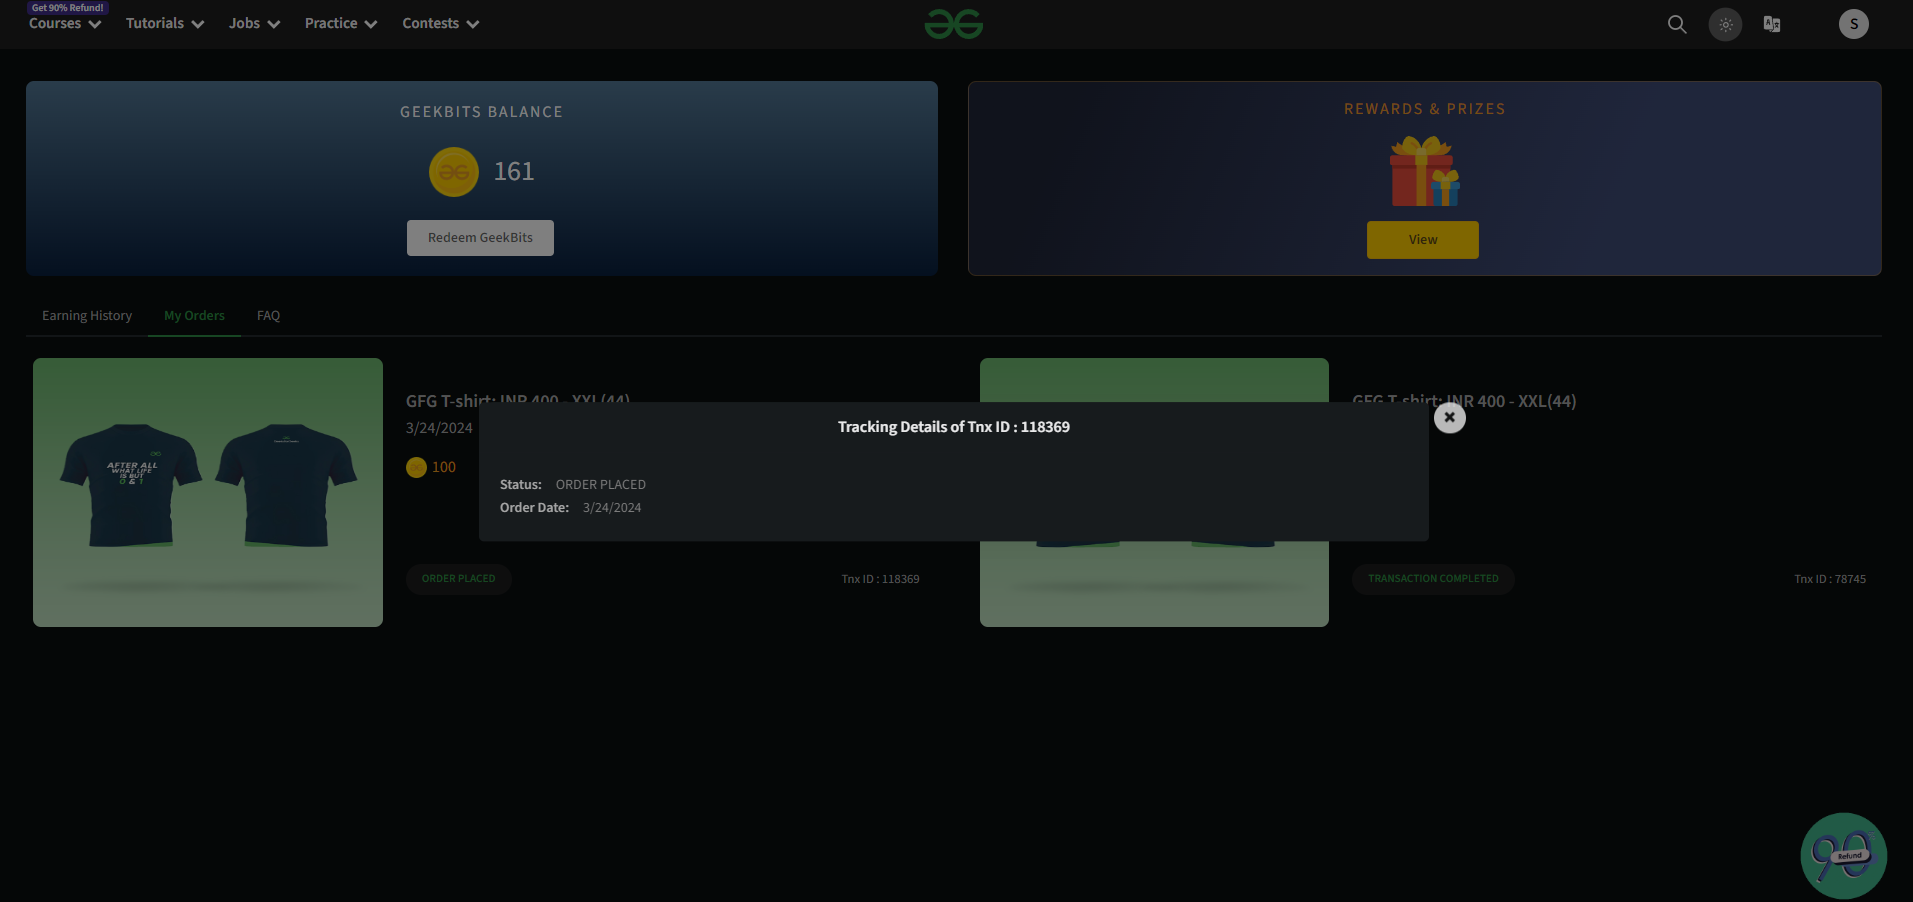 Get 90% Refund!
Courses Tutorials Jobs Practice Contests
S
GEEKBITS BALANCE
161
Redeem GeekBits
REWARDS & PRIZES
View
Earning History My Orders FAQ
GFG T-shirt: INR 400 - XXL(44)
3/24/2024
100
AFTER ALL
WHAT LIFE
IS BUT
0 & 1
ORDER PLACED
Tnx ID : 118369
GFG T-shirt: INR 400 - XXL(44)
TRANSACTION COMPLETED
Tnx ID : 78745
Tracking Details of Tnx ID : 118369
Status: ORDER PLACED
Order Date: 3/24/2024
90
Refund